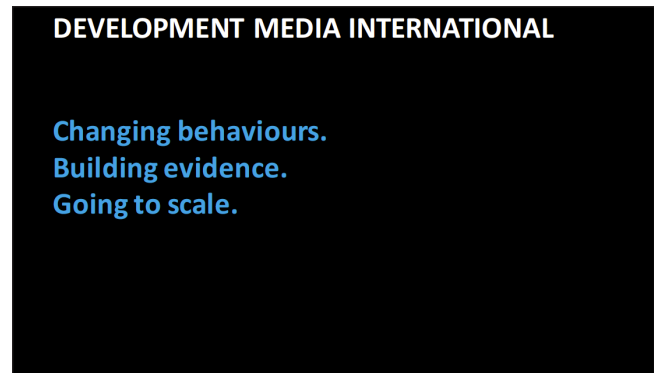 DEVELOPMENT MEDIA INTERNATIONAL
Changing behaviours.
Building evidence.
Going to scale.